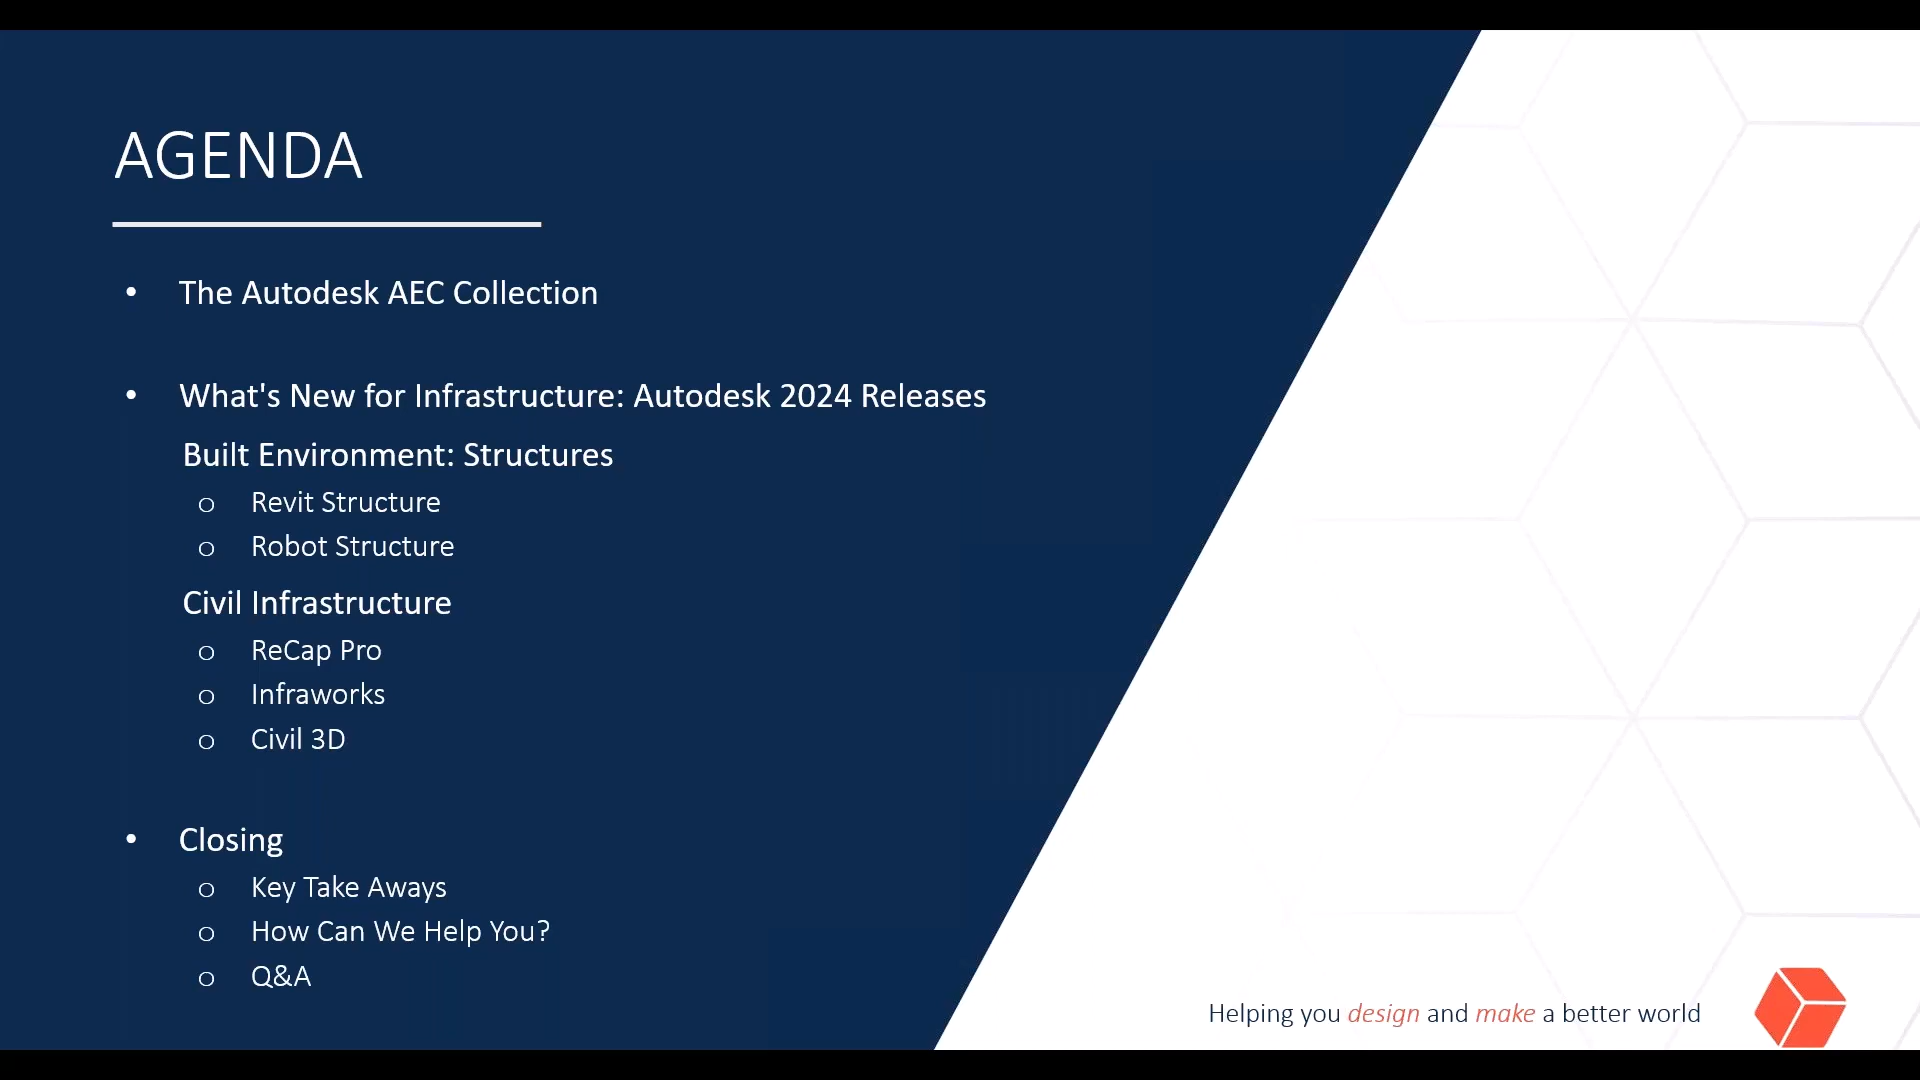 AGENDA
• The Autodesk AEC Collection
• What's New for Infrastructure: Autodesk 2024 Releases
Built Environment: Structures
o Revit Structure
o Robot Structure
Civil Infrastructure
o ReCap Pro
o Infraworks
o Civil 3D
• Closing
o Key Take Aways
o How Can We Help You?
o Q&A
Helping you design and make a better world